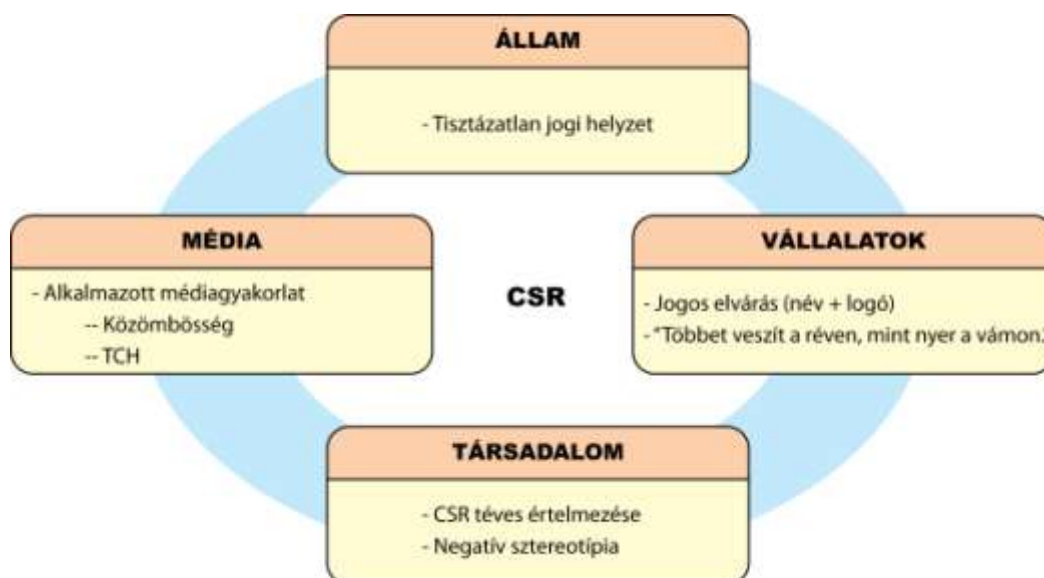 ÁLLAM
- Tisztázatlan jogi helyzet
MÉDIA
- Alkalmazott médiagyakorlat
-- Közömbösség
-- TCH
CSR
VÁLLALATOK
- Jogos elvárás (név + logó)
- "Többet veszít a réven, mint nyer a vámon."
TÁRSADALOM
- CSR téves értelmezése
- Negatív sztereotípia